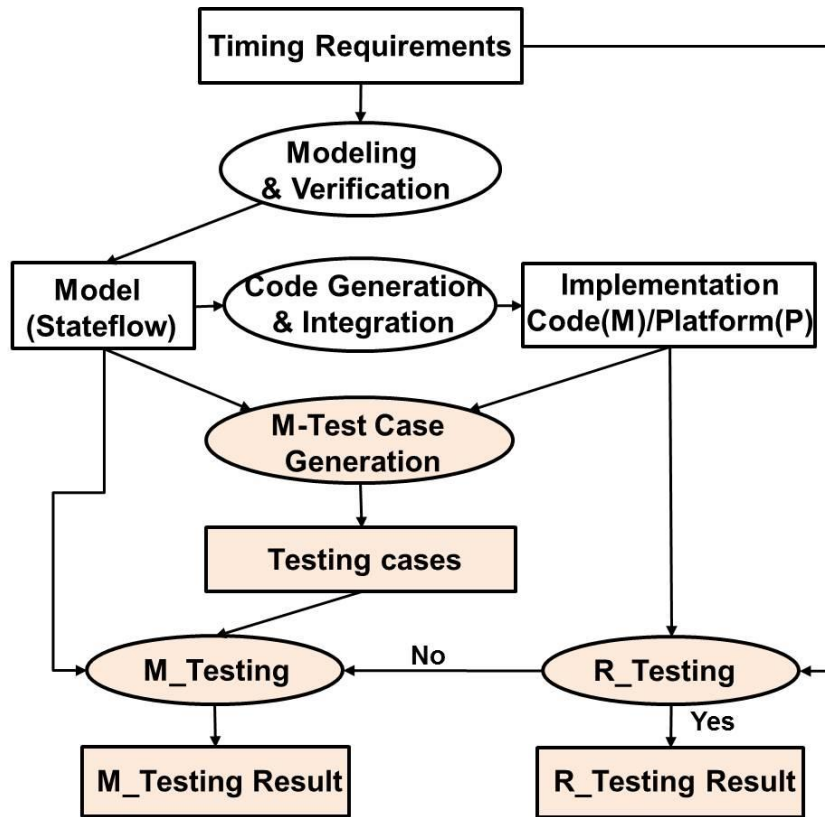 Timing Requirements
Modeling
& Verification
Model
(Stateflow)
Code Generation
& Integration
Implementation
Code(M)/Platform(P)
M-Test Case
Generation
Testing cases
M_Testing
No
R_Testing
Yes
M_Testing Result
R_Testing Result